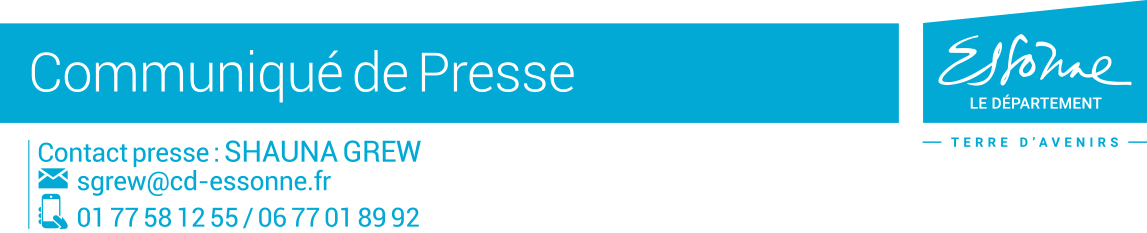 Communiqué de Presse
Essonne
LE DÉPARTEMENT
TERRE D'AVENIRS
Contact presse : SHAUNA GREW
sgrew@cd-essonne.fr
01 77 58 12 55 / 06 77 01 89 92